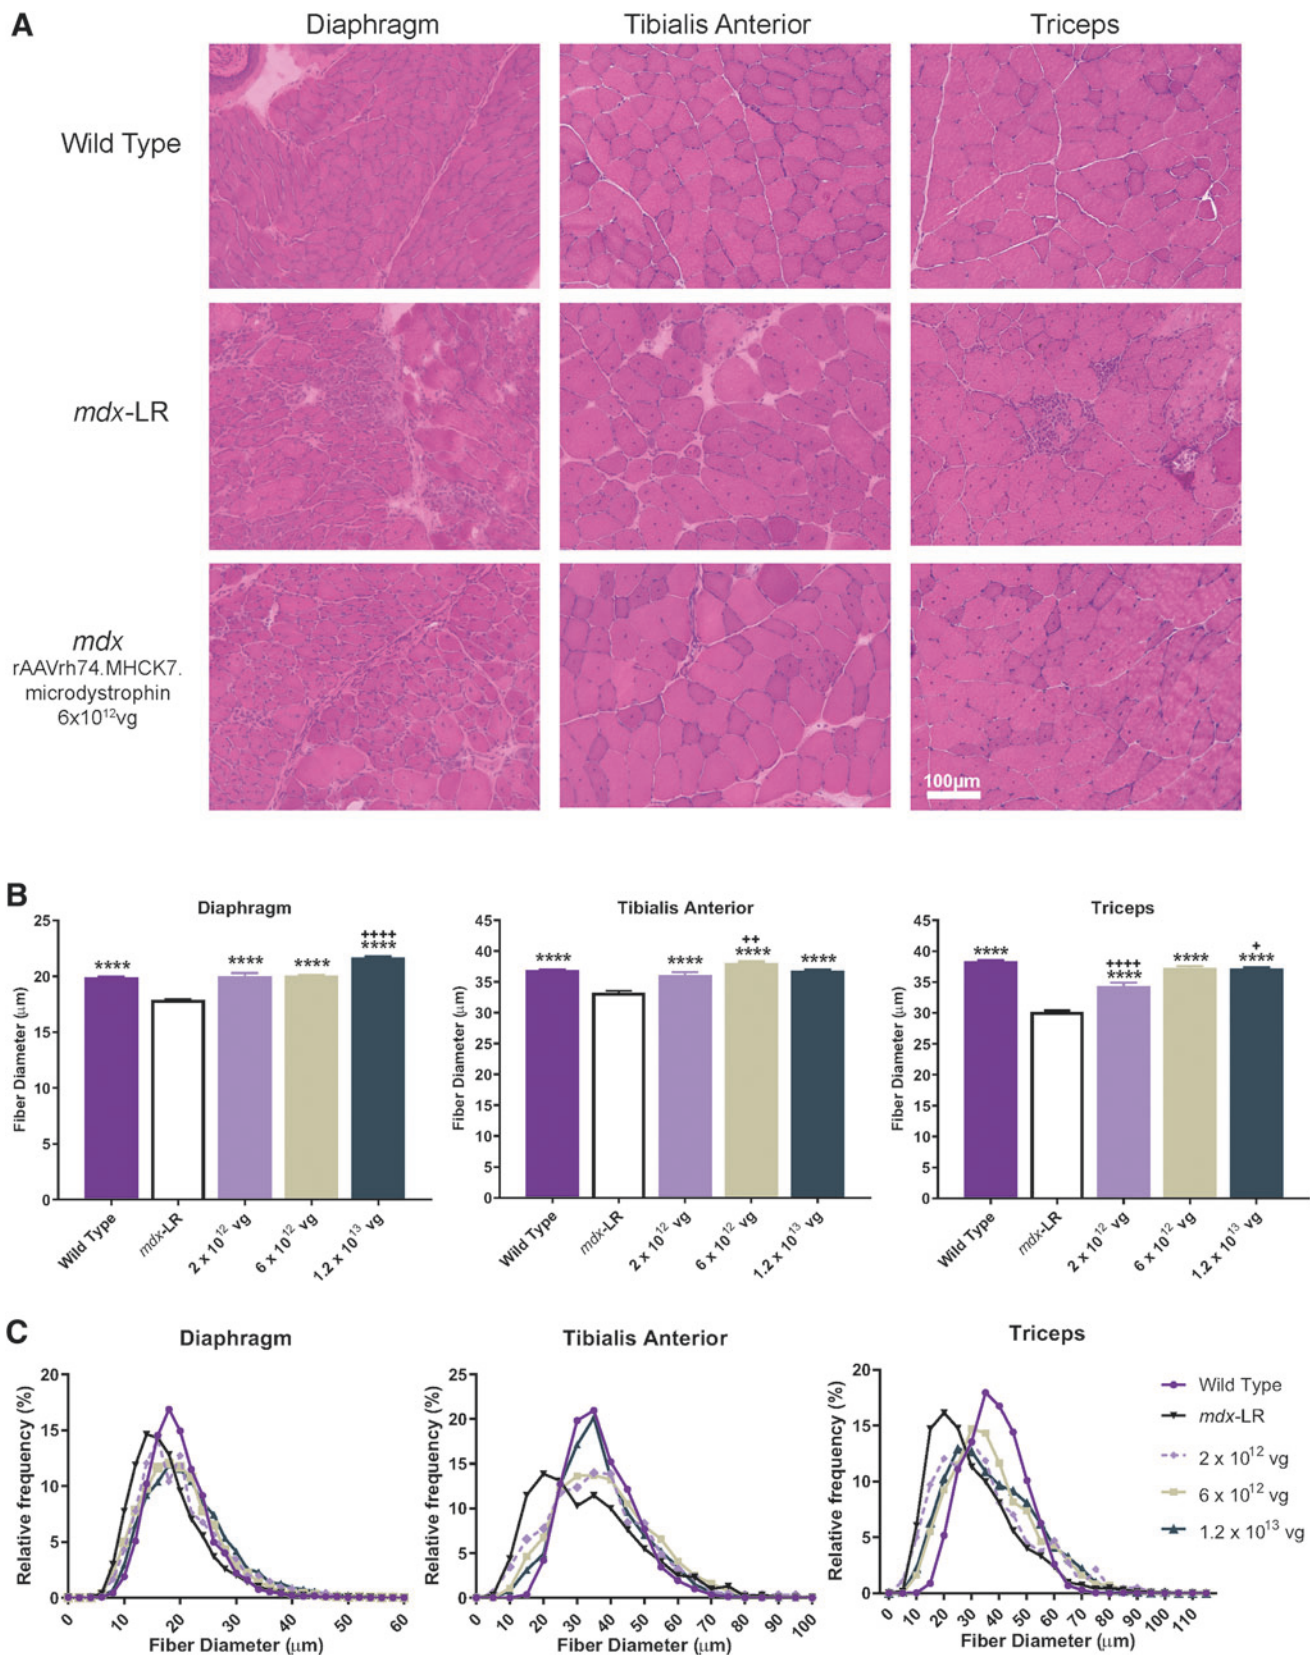 A
Diaphragm
Tibialis Anterior
Triceps
Wild Type
mdx-LR
mdx
rAAVrh74.MHCK7.
microdystrophin
6x10¹²vg
100µm
B
Diaphragm
Fiber Diameter (µm)
25
20
15
10
5
0
****
****
****
++++
****
Wild Type
mdx-LR
2 x 10¹² vg
6 x 10¹² vg
1.2 x 10¹³ vg
Tibialis Anterior
Fiber Diameter (µm)
45
40
35
30
25
20
15
10
5
0
****
****
++
****
****
Wild Type
mdx-LR
2 x 10¹² vg
6 x 10¹² vg
1.2 x 10¹³ vg
Triceps
Fiber Diameter (µm)
45
40
35
30
25
20
15
10
5
0
****
++++
****
****
+
****
Wild Type
mdx-LR
2 x 10¹² vg
6 x 10¹² vg
1.2 x 10¹³ vg
C
Diaphragm
Relative frequency (%)
20
15
10
5
0
0 10 20 30 40 50 60
Fiber Diameter (µm)
Tibialis Anterior
Relative frequency (%)
25
20
15
10
5
0
0 10 20 30 40 50 60 70 80 90 100
Fiber Diameter (µm)
Triceps
Relative frequency (%)
20
15
10
5
0
0 10 20 30 40 50 60 70 80 90 100 110
Fiber Diameter (µm)
Wild Type
mdx-LR
2 x 10¹² vg
6 x 10¹² vg
1.2 x 10¹³ vg